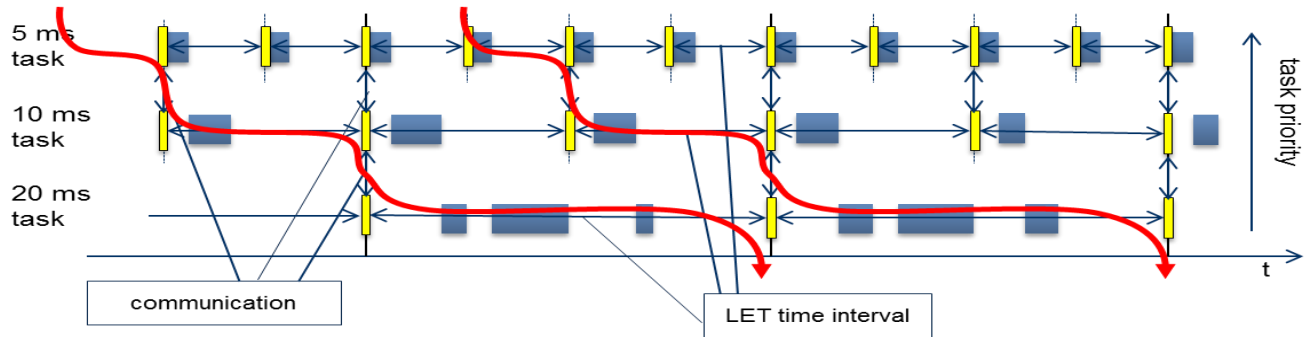 5 ms
task
10 ms
task
20 ms
task
task priority
t
communication
LET time interval